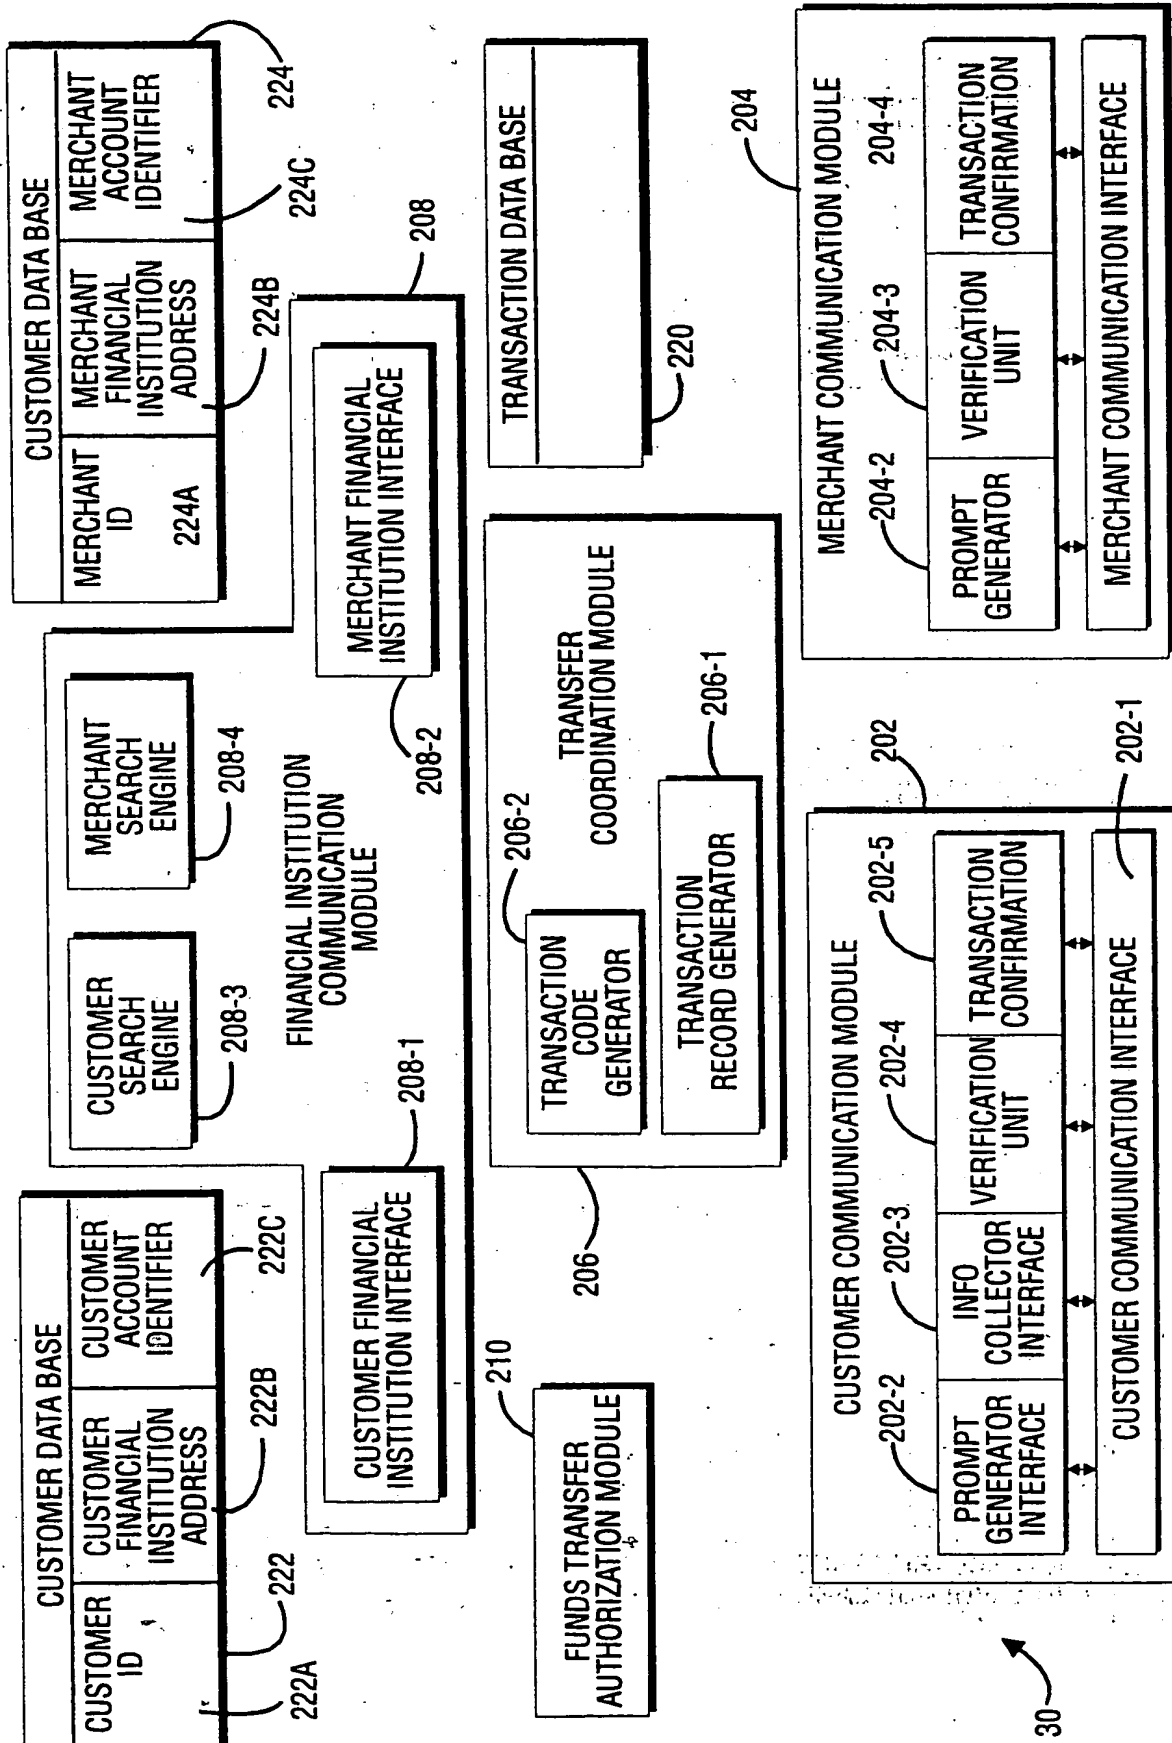 CUSTOMER DATA BASE
CUSTOMER
ID
CUSTOMER
FINANCIAL
INSTITUTION
ADDRESS
CUSTOMER
ACCOUNT
IDENTIFIER
222A
222
222B
222C
CUSTOMER
SEARCH
ENGINE
208-3
MERCHANT
SEARCH
ENGINE
208-4
FINANCIAL INSTITUTION
COMMUNICATION
MODULE
CUSTOMER FINANCIAL
INSTITUTION INTERFACE
208-1
MERCHANT FINANCIAL
INSTITUTION INTERFACE
208-2
208
CUSTOMER DATA BASE
MERCHANT
ID
224A
MERCHANT
FINANCIAL
INSTITUTION
ADDRESS
MERCHANT
ACCOUNT
IDENTIFIER
224B
224C
224
FUNDS TRANSFER
AUTHORIZATION MODULE
210
TRANSACTION
CODE
GENERATOR
206-2
TRANSFER
COORDINATION MODULE
TRANSACTION
RECORD GENERATOR
206-1
206
TRANSACTION DATA BASE
220
CUSTOMER COMMUNICATION MODULE
202
202-2
202-3
202-4
202-5
PROMPT
GENERATOR
INTERFACE
INFO
COLLECTOR
INTERFACE
VERIFICATION
UNIT
TRANSACTION
CONFIRMATION
CUSTOMER COMMUNICATION INTERFACE
202-1
MERCHANT COMMUNICATION MODULE
204
204-2
204-3
204-4
PROMPT
GENERATOR
VERIFICATION
UNIT
TRANSACTION
CONFIRMATION
MERCHANT COMMUNICATION INTERFACE
30